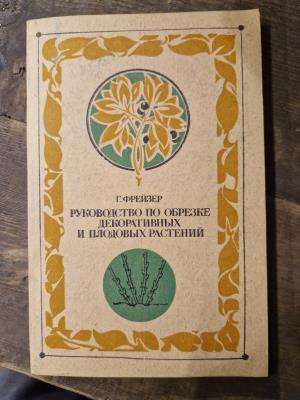 Г. ФРЕЙЗЕР
РУКОВОДСТВО ПО ОБРЕЗКЕ
ДЕКОРАТИВНЫХ
И ПЛОДОВЫХ РАСТЕНИЙ